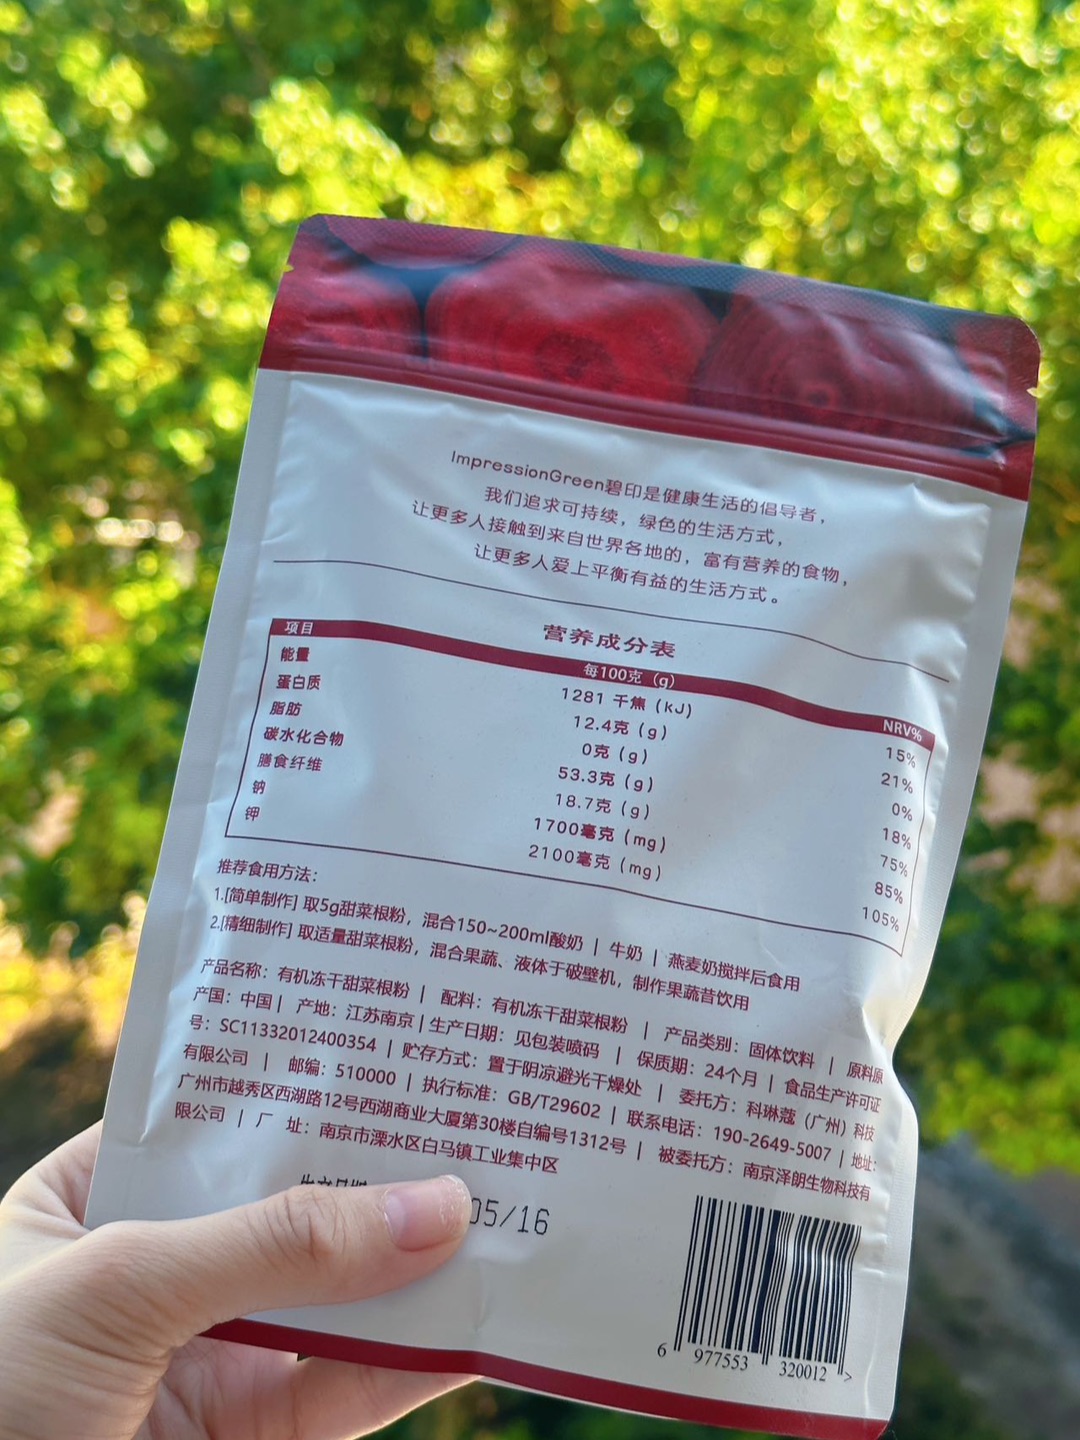 ImpressionGreen碧印是健康生活的倡导者，
我们追求可持续，绿色的生活方式，
让更多人接触到来自世界各地的，富有营养的食物，
让更多人爱上平衡有益的生活方式。
营养成分表
项目 每100克（g） NRV%
能量 1281 千焦（kJ） 15%
蛋白质 12.4克（g） 21%
脂肪 0克（g） 0%
碳水化合物 53.3克（g） 18%
膳食纤维 18.7克（g） 75%
钠 1700毫克（mg） 85%
钾 2100毫克（mg） 105%
推荐食用方法：
1.[简单制作] 取5g甜菜根粉，混合150~200ml酸奶 | 牛奶 | 燕麦奶搅拌后食用
2.[精细制作] 取适量甜菜根粉，混合果蔬、液体于破壁机，制作果蔬昔饮用
产品名称：有机冻干甜菜根粉 | 配料：有机冻干甜菜根粉 | 产品类别：固体饮料 | 原料原
产国：中国 | 产地：江苏南京 | 生产日期：见包装喷码 | 保质期：24个月 | 食品生产许可证
号：SC11332012400354 | 贮存方式：置于阴凉避光干燥处 | 委托方：科琳蔻（广州）科技
有限公司 | 邮编：510000 | 执行标准：GB/T29602 | 联系电话：190-2649-5007 | 地址：
广州市越秀区西湖路12号西湖商业大厦第30楼自编号1312号 | 被委托方：南京泽朗生物科技有
限公司 | 厂 址：南京市溧水区白马镇工业集中区
05/16
6 977553 320012 >